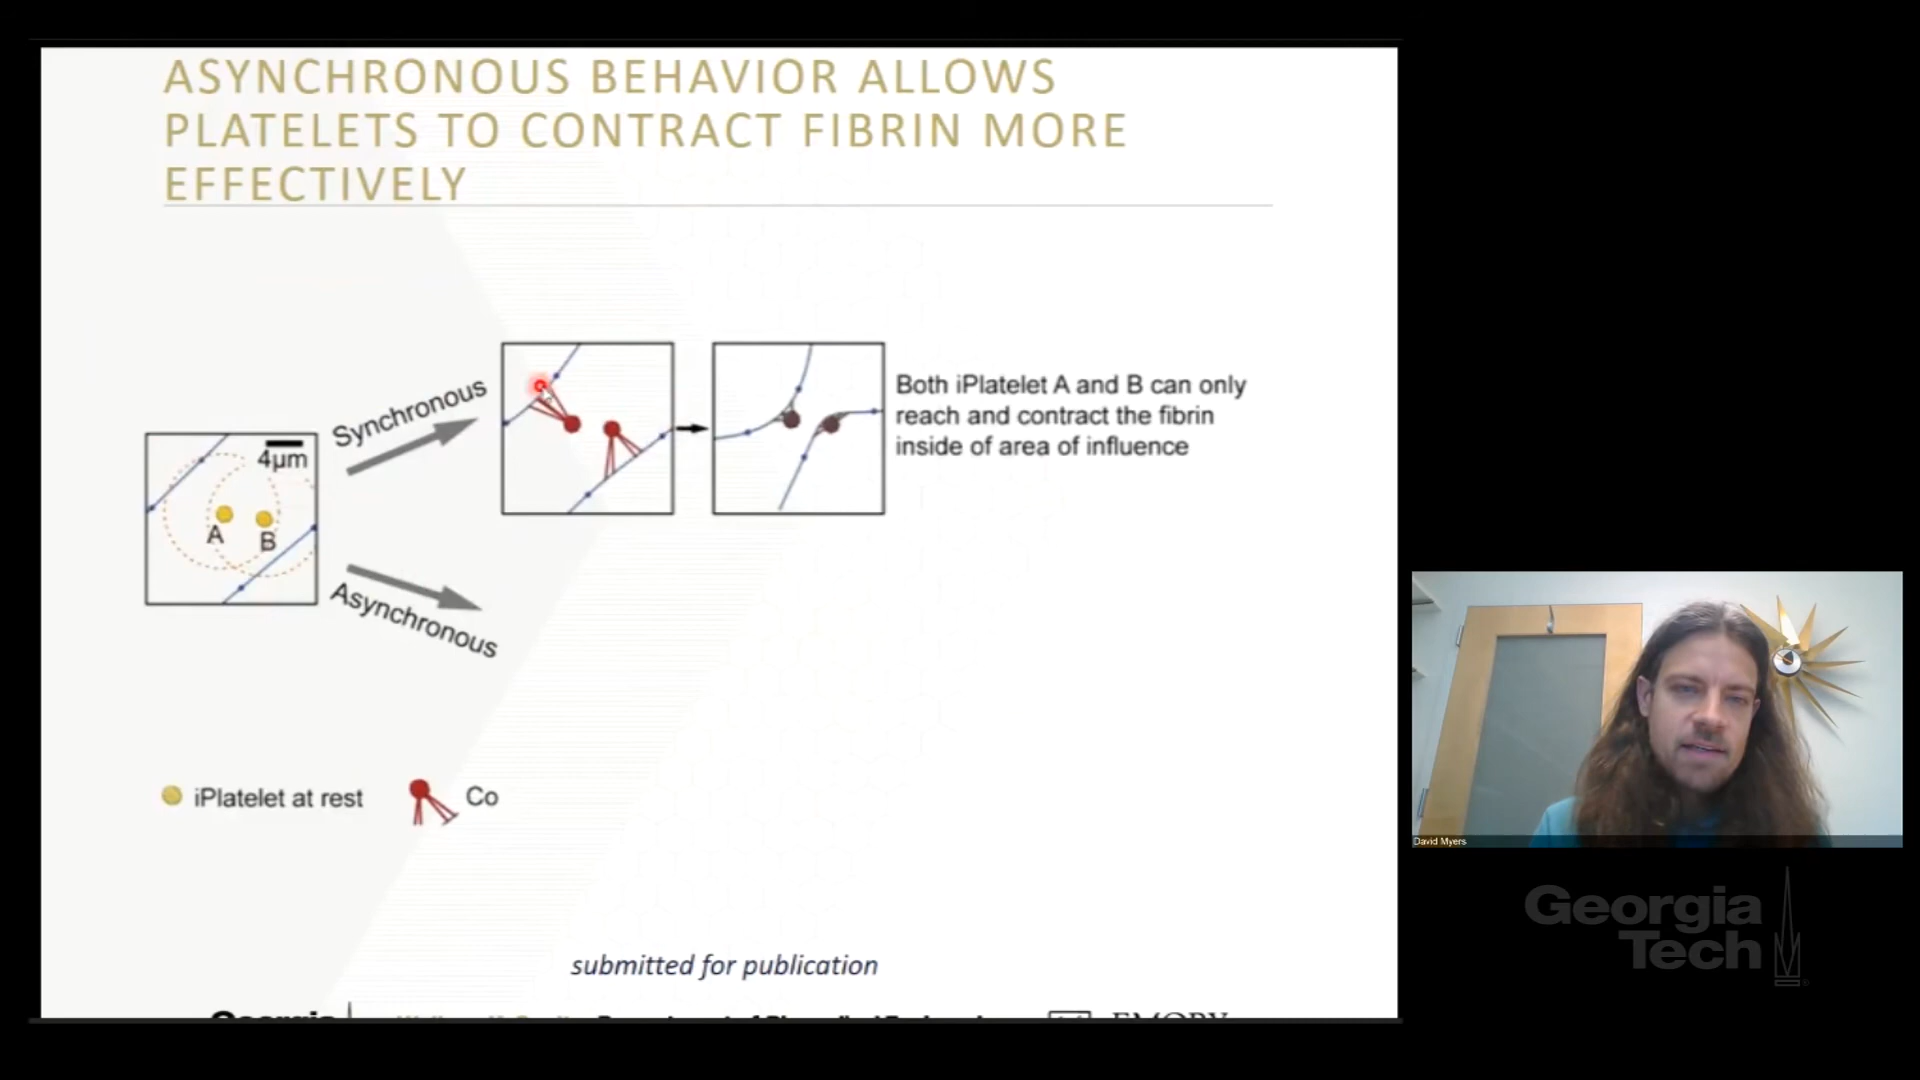 ASYNCHRONOUS BEHAVIOR ALLOWS
PLATELETS TO CONTRACT FIBRIN MORE
EFFECTIVELY
Synchronous
Both iPlatelet A and B can only
reach and contract the fibrin
inside of area of influence
4μm
A
B
Asynchronous
iPlatelet at rest
Co
submitted for publication
David Myers
Georgia
Tech
Georgia
EMORY